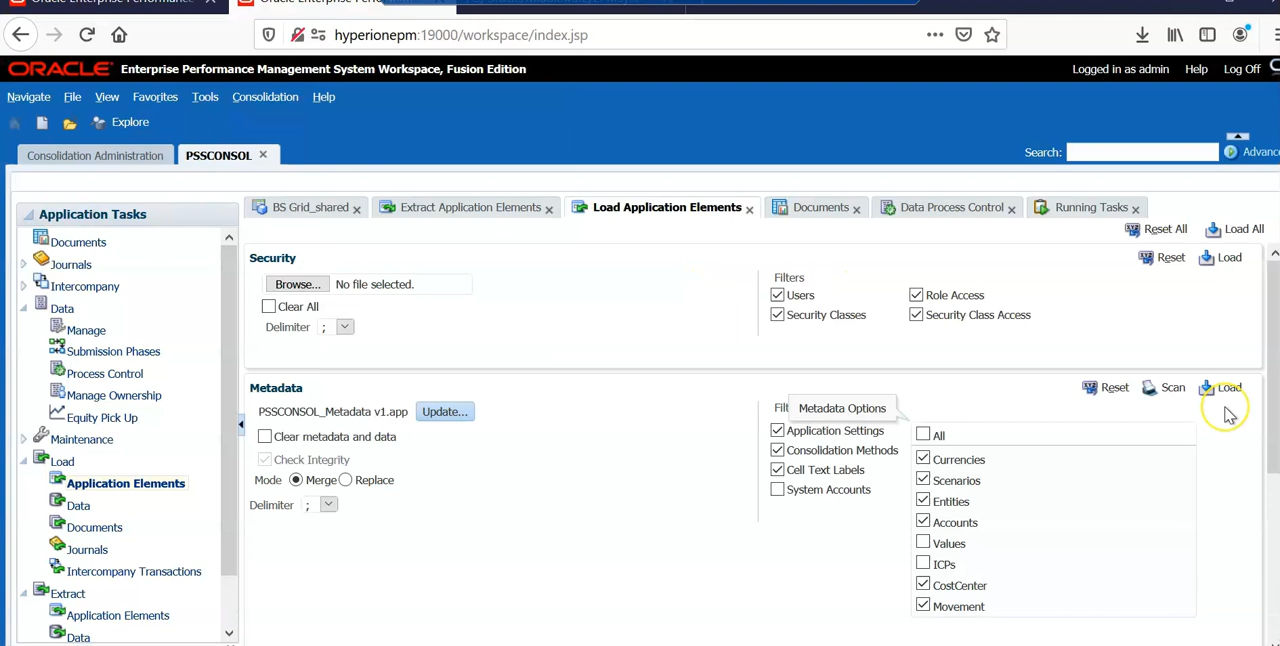 hyperionepm:19000/workspace/index.jsp
ORACLE Enterprise Performance Management System Workspace, Fusion Edition
Logged in as admin Help Log Off
Navigate File View Favorites Tools Consolidation Help
Explore
Consolidation Administration PSSCONSOL
Search: Advance
Application Tasks
Documents
Journals
Intercompany
Data
Manage
Submission Phases
Process Control
Manage Ownership
Equity Pick Up
Maintenance
Load
Application Elements
Data
Documents
Journals
Intercompany Transactions
Extract
Application Elements
Data
BS Grid_shared Extract Application Elements Load Application Elements Documents Data Process Control Running Tasks
Reset All Load All
Security
Reset Load
Browse... No file selected.
Clear All
Delimiter ;
Filters
Users Role Access
Security Classes Security Class Access
Metadata
Reset Scan Load
PSSCONSOL_Metadata v1.app Update...
Clear metadata and data
Check Integrity
Mode Merge Replace
Delimiter ;
Metadata Options
Application Settings
Consolidation Methods
Cell Text Labels
System Accounts
All
Currencies
Scenarios
Entities
Accounts
Values
ICPs
CostCenter
Movement